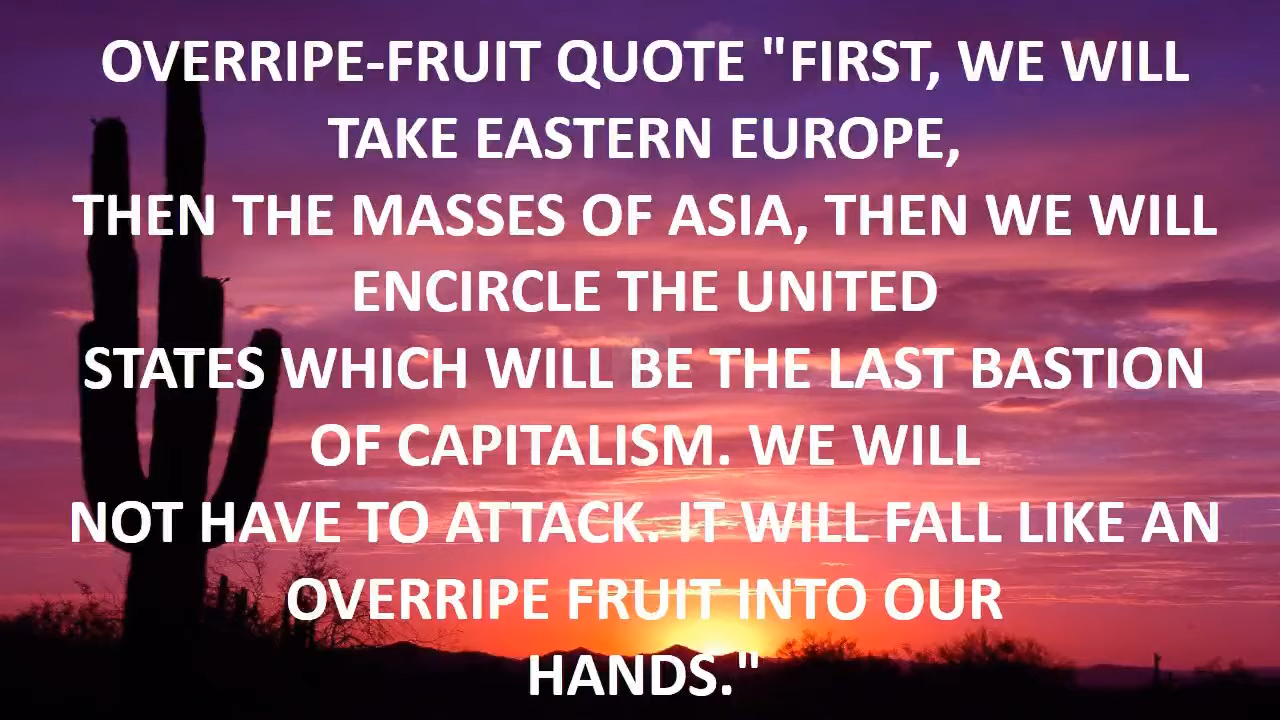 OVERRIPE-FRUIT QUOTE "FIRST, WE WILL
TAKE EASTERN EUROPE,
THEN THE MASSES OF ASIA, THEN WE WILL
ENCIRCLE THE UNITED
STATES WHICH WILL BE THE LAST BASTION
OF CAPITALISM. WE WILL
NOT HAVE TO ATTACK. IT WILL FALL LIKE AN
OVERRIPE FRUIT INTO OUR
HANDS."